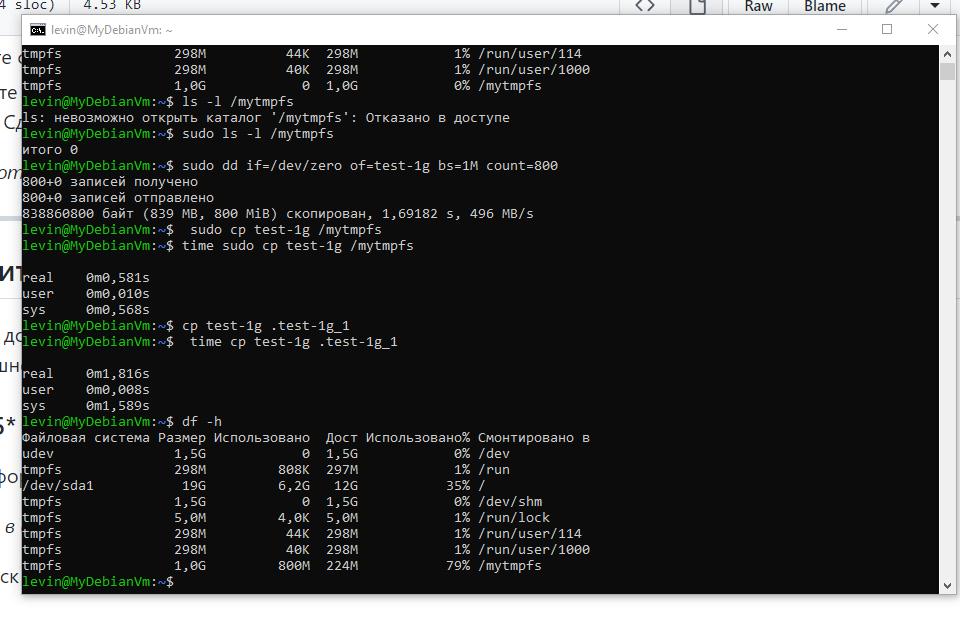 4 sloc) 4.53 KB Raw Blame
levin@MyDebianVm: ~
tmpfs 298M 44K 298M 1% /run/user/114
tmpfs 298M 40K 298M 1% /run/user/1000
tmpfs 1,0G 0 1,0G 0% /mytmpfs
levin@MyDebianVm:~$ ls -l /mytmpfs
ls: невозможно открыть каталог '/mytmpfs': Отказано в доступе
levin@MyDebianVm:~$ sudo ls -l /mytmpfs
итого 0
levin@MyDebianVm:~$ sudo dd if=/dev/zero of=test-1g bs=1M count=800
800+0 записей получено
800+0 записей отправлено
838860800 байт (839 MB, 800 MiB) скопирован, 1,69182 s, 496 MB/s
levin@MyDebianVm:~$  sudo cp test-1g /mytmpfs
levin@MyDebianVm:~$ time sudo cp test-1g /mytmpfs
real 0m0,581s
user 0m0,010s
sys 0m0,568s
levin@MyDebianVm:~$ cp test-1g .test-1g_1
levin@MyDebianVm:~$  time cp test-1g .test-1g_1
real 0m1,816s
user 0m0,008s
sys 0m1,589s
levin@MyDebianVm:~$ df -h
Файловая система Размер Использовано Дост Использовано% Смонтировано в
udev 1,5G 0 1,5G 0% /dev
tmpfs 298M 808K 297M 1% /run
/dev/sda1 19G 6,2G 12G 35% /
tmpfs 1,5G 0 1,5G 0% /dev/shm
tmpfs 5,0M 4,0K 5,0M 1% /run/lock
tmpfs 298M 44K 298M 1% /run/user/114
tmpfs 298M 40K 298M 1% /run/user/1000
tmpfs 1,0G 800M 224M 79% /mytmpfs
levin@MyDebianVm:~$